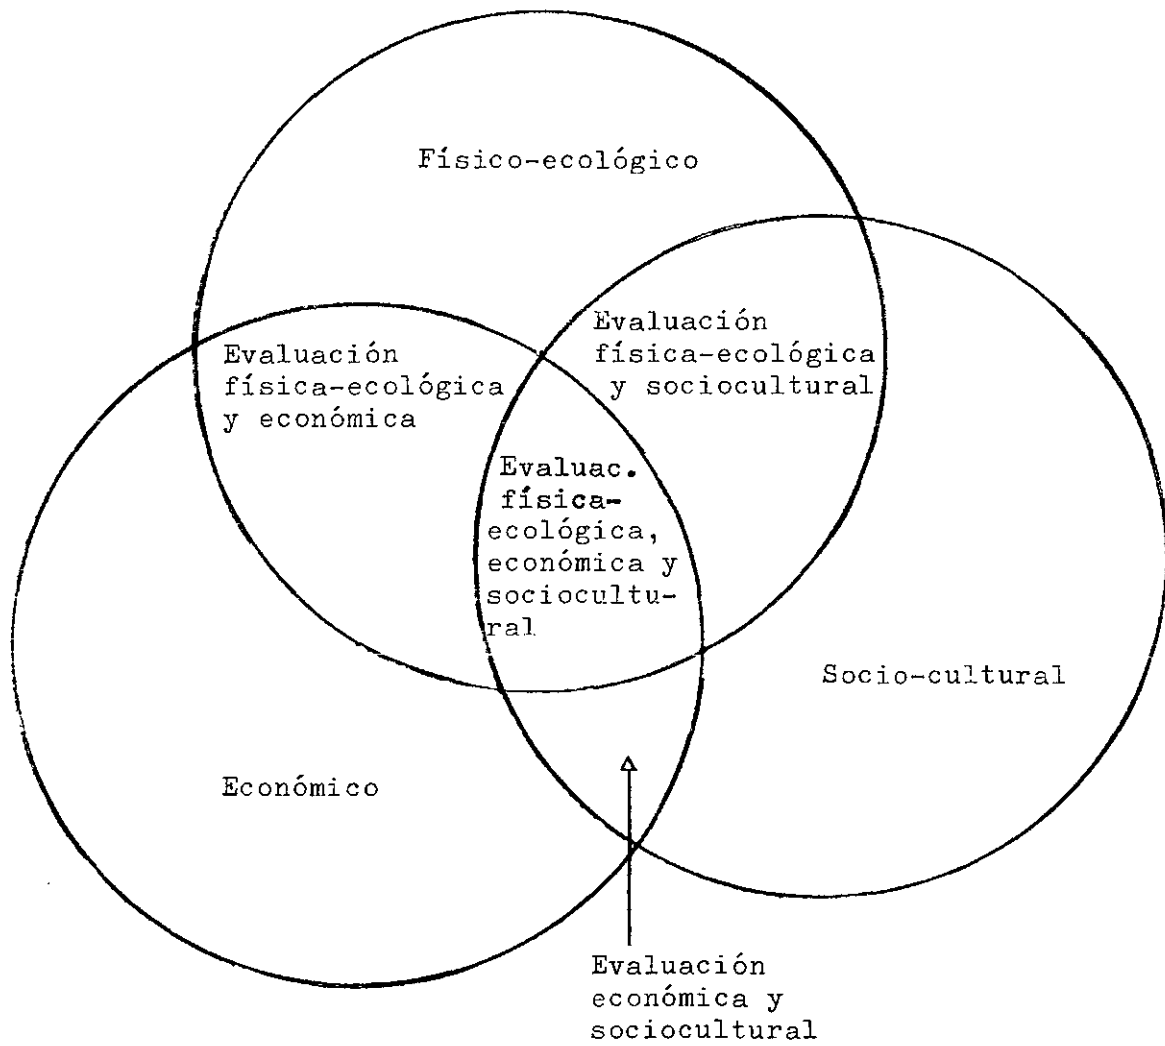 Físico-ecológico
Evaluación
física-ecológica
y sociocultural
Evaluación
física-ecológica
y económica
Evaluac.
física-
ecológica,
económica y
sociocultu-
ral
Socio-cultural
Económico
Evaluación
económica y
sociocultural